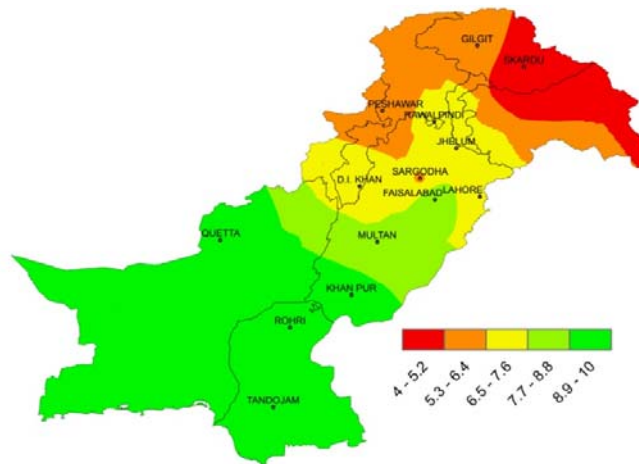 GILGIT
SKARDU
PESHAWAR
RAWALPINDI
JHELUM
SARGODHA
D.I. KHAN
FAISALABAD
LAHORE
QUETTA
MULTAN
KHAN PUR
ROHRI
TANDOJAM
4 - 5.2
5.3 - 6.4
6.5 - 7.6
7.7 - 8.8
8.9 - 10